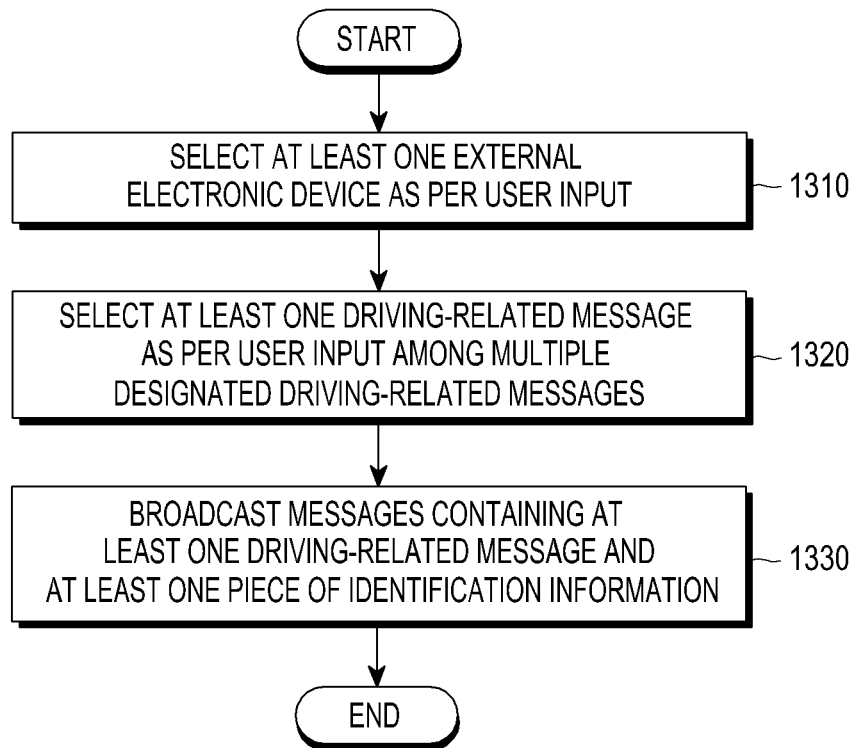 START
SELECT AT LEAST ONE EXTERNAL
ELECTRONIC DEVICE AS PER USER INPUT
1310
SELECT AT LEAST ONE DRIVING-RELATED MESSAGE
AS PER USER INPUT AMONG MULTIPLE
DESIGNATED DRIVING-RELATED MESSAGES
1320
BROADCAST MESSAGES CONTAINING AT
LEAST ONE DRIVING-RELATED MESSAGE AND
AT LEAST ONE PIECE OF IDENTIFICATION INFORMATION
1330
END